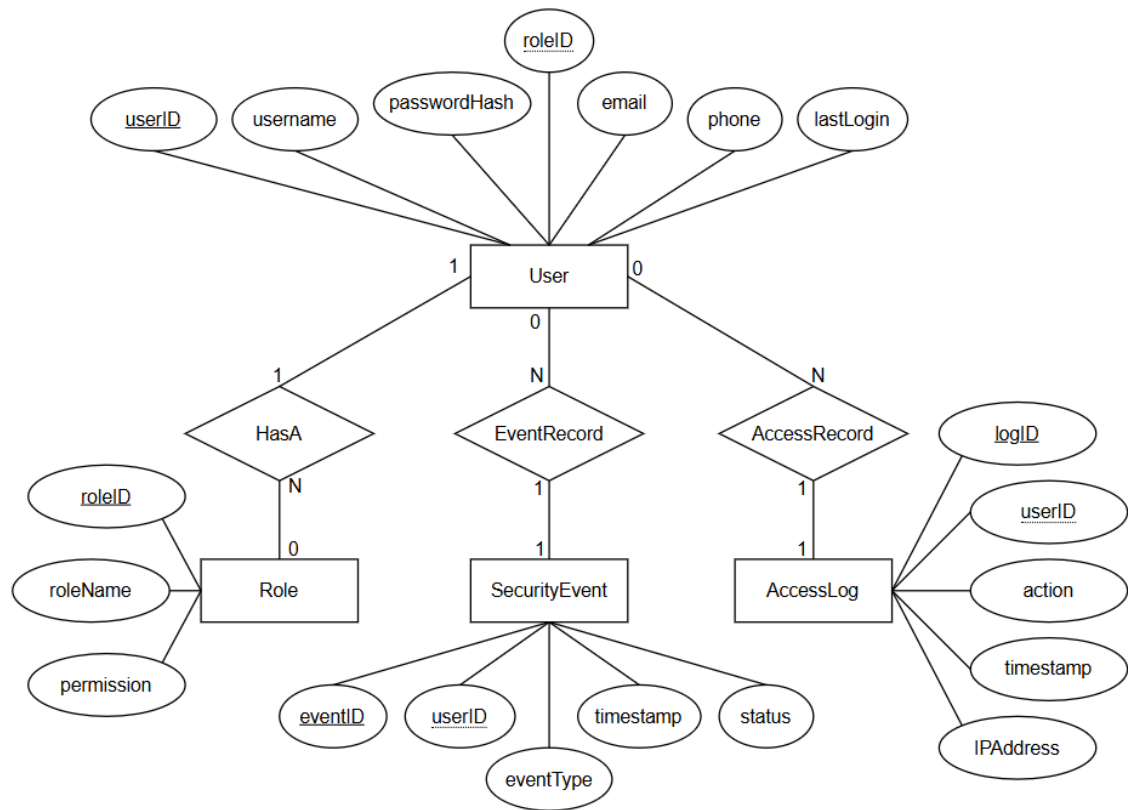 roleID
passwordHash
email
userID
username
phone
lastLogin
1
User
0
0
1
N
N
HasA
EventRecord
AccessRecord
logID
roleID
N
1
1
userID
0
1
1
roleName
Role
SecurityEvent
AccessLog
action
permission
timestamp
eventID
userID
timestamp
status
IPAddress
eventType